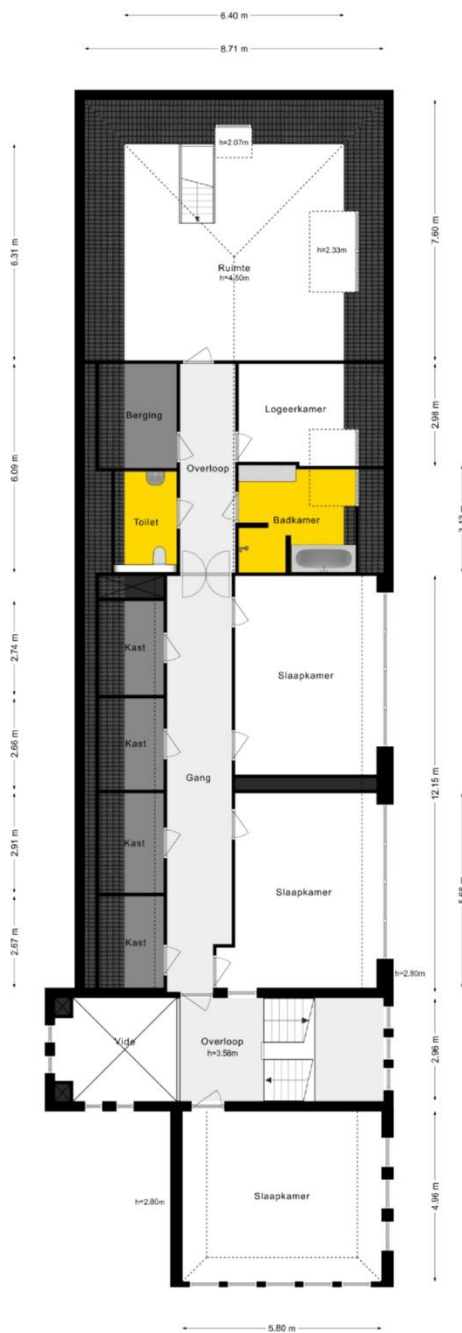 6.40 m
8.71 m
h=2.07m
6.31 m
7.60 m
h=2.33m
Ruimte
h=4.50m
Berging
Logeerkamer
2.98 m
6.09 m
Overloop
Toilet
Badkamer
Kast
2.74 m
Slaapkamer
Kast
2.66 m
Gang
12.15 m
Kast
2.91 m
Slaapkamer
Kast
2.67 m
h=2.80m
Vide
Overloop
h=3.58m
2.96 m
Slaapkamer
h=2.80m
4.96 m
5.80 m